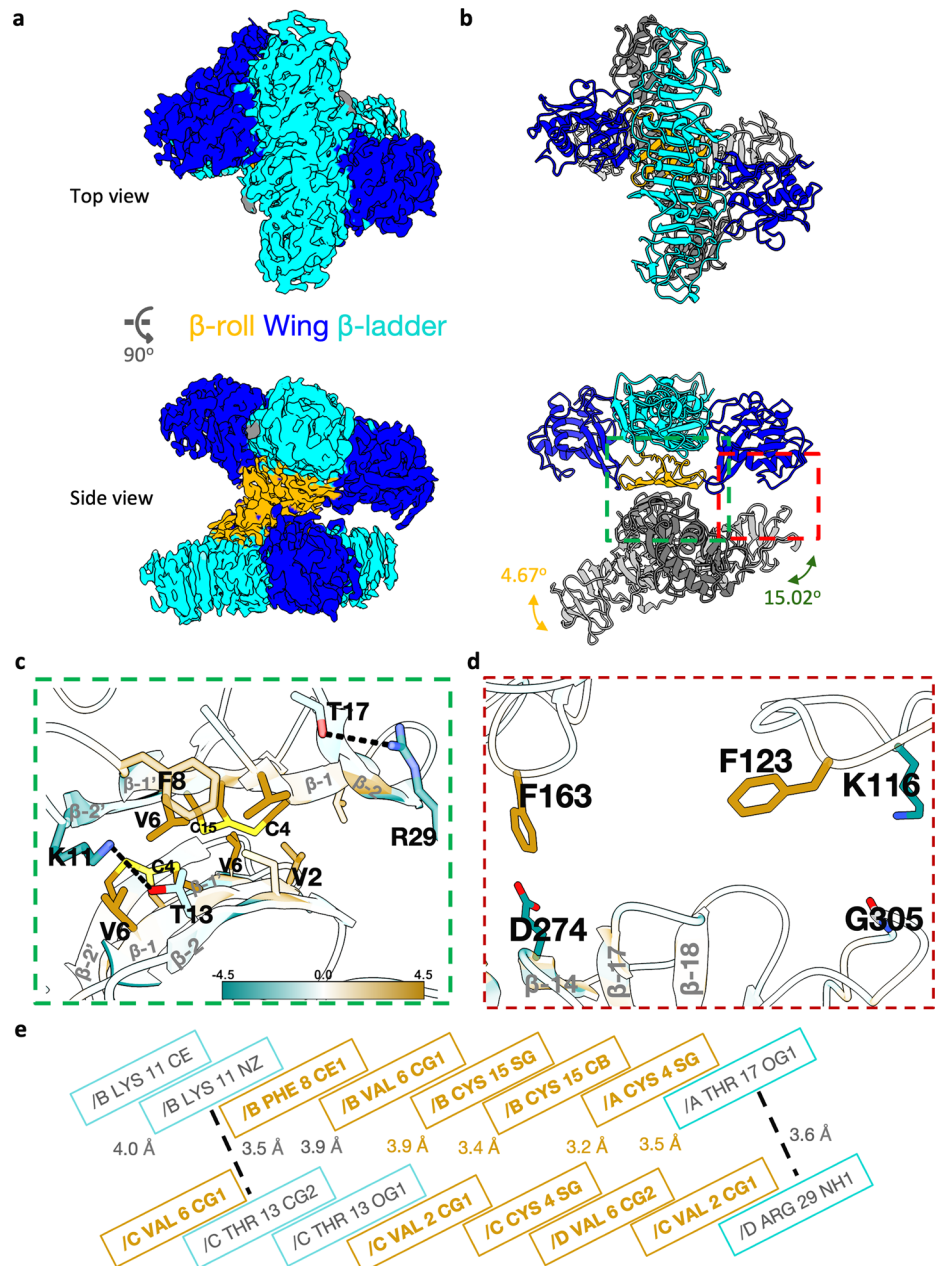 a
b
Top view
90°
β-roll Wing β-ladder
Side view
4.67°
15.02°
c
d
T17
β-1'
F8
β-1
β-2
β-2'
V6
C15
C4
R29
K11
C4
V6
β-1
V2
T13
V6
β-1
β-2
β-2'
-4.5 0.0 4.5
F163
F123
K116
D274
G305
β-14
β-17
β-18
e
/B LYS 11 CE
/B LYS 11 NZ
/B PHE 8 CE1
/B VAL 6 CG1
/B CYS 15 SG
/B CYS 15 CB
/A CYS 4 SG
/A THR 17 OG1
4.0 Å 3.5 Å 3.9 Å 3.9 Å 3.4 Å 3.2 Å 3.5 Å 3.6 Å
/C VAL 6 CG1
/C THR 13 CG2
/C THR 13 OG1
/C VAL 2 CG1
/C CYS 4 SG
/D VAL 6 CG2
/C VAL 2 CG1
/D ARG 29 NH1